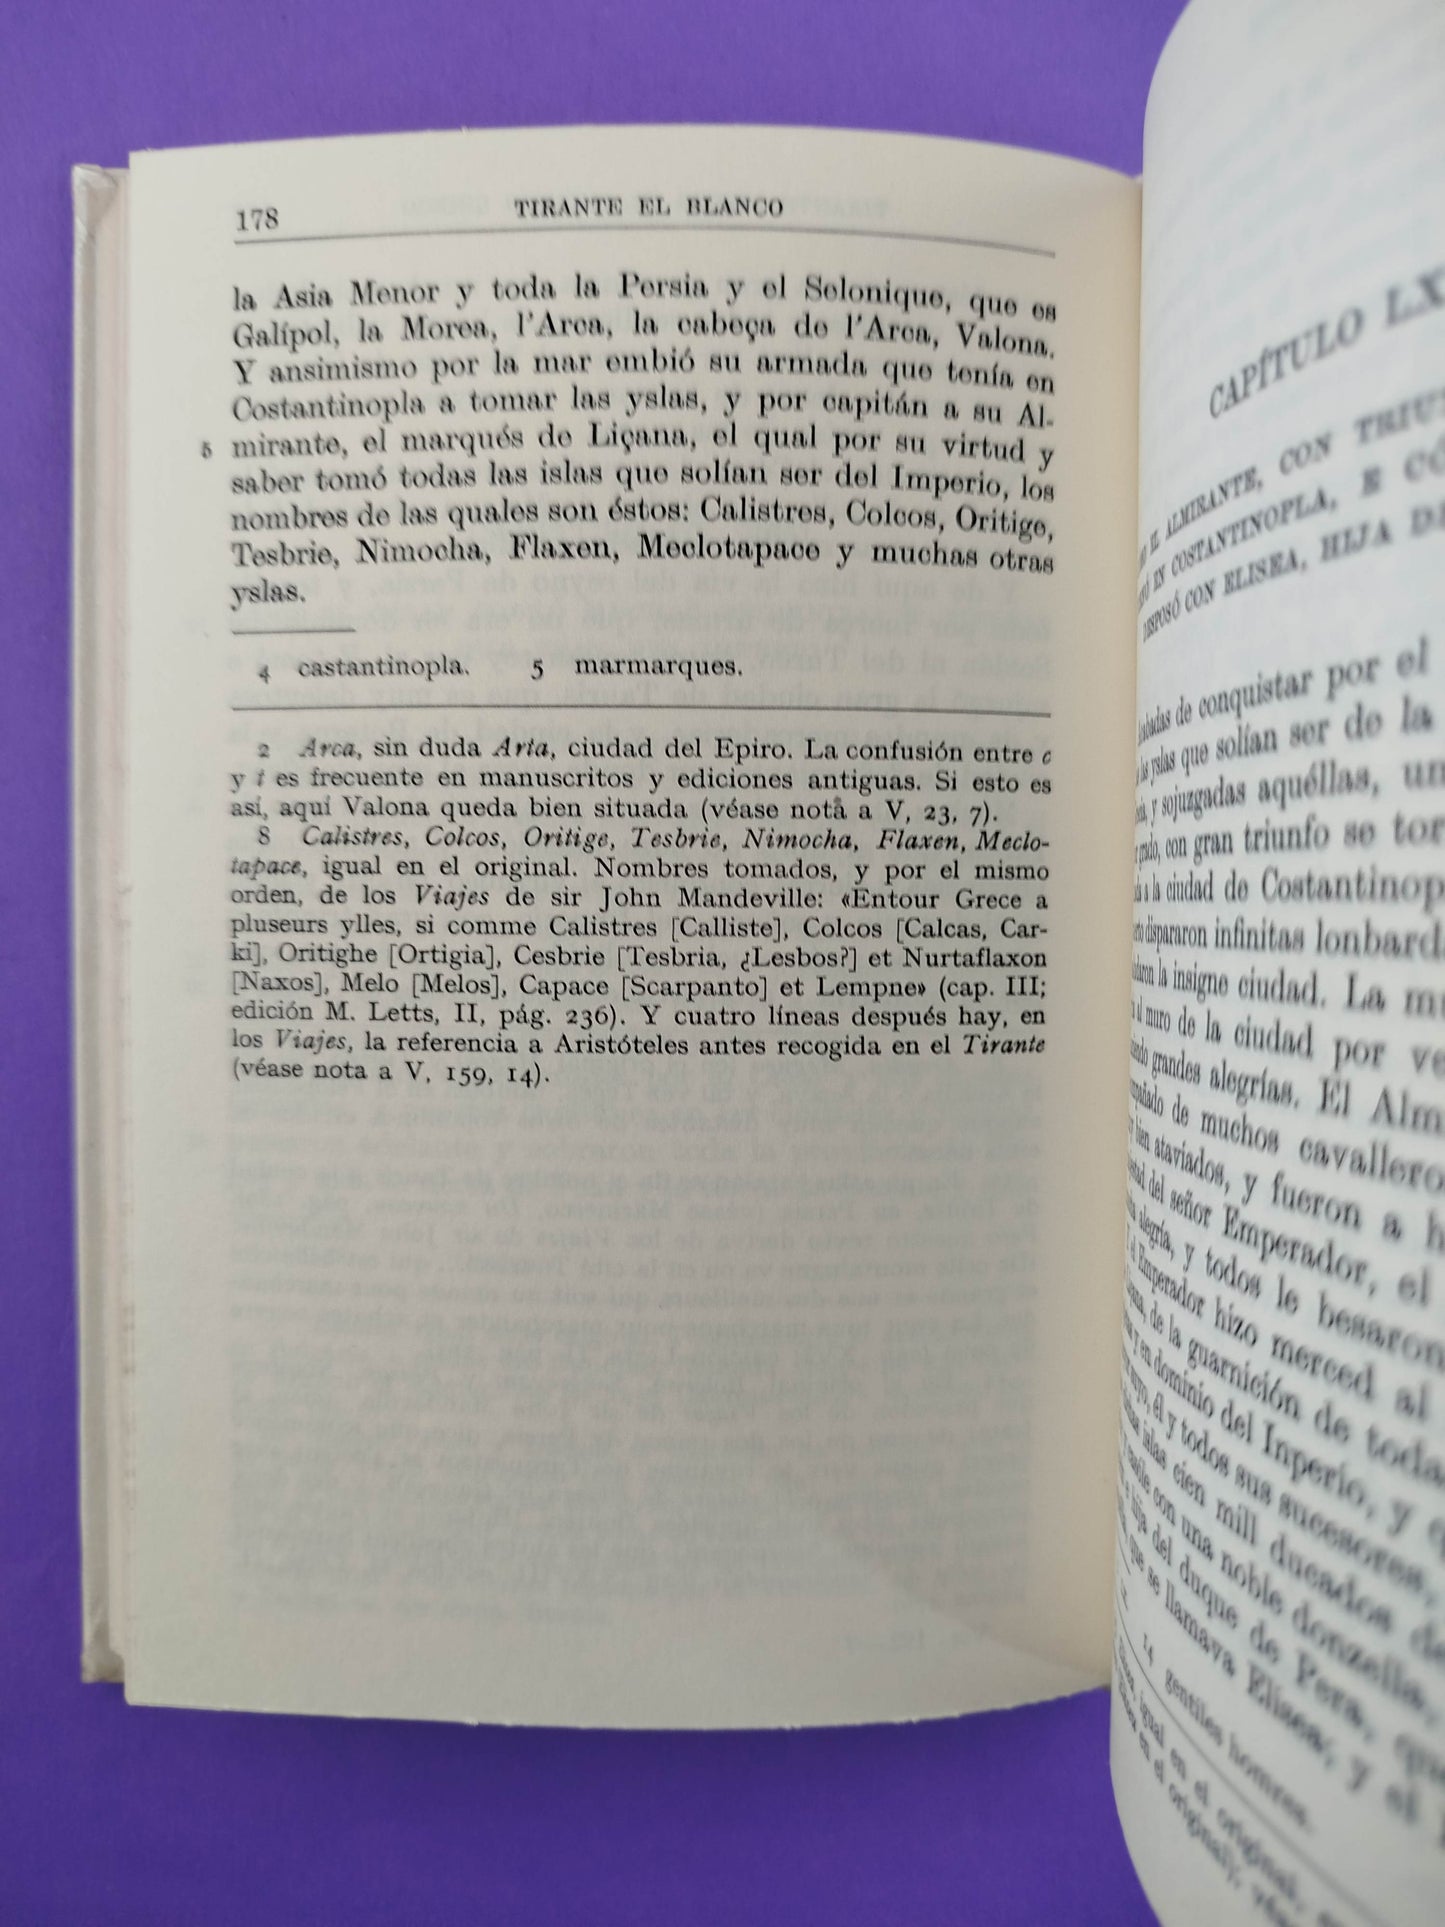 178
TIRANTE EL BLANCO
la Asia Menor y toda la Persia y el Selonique, que es
Galípol, la Morea, l'Arca, la cabeça de l'Arca, Valona.
Y ansimismo por la mar embió su armada que tenía en
Costantinopla a tomar las yslas, y por capitán a su Al-
5 mirante, el marqués de Liçana, el qual por su virtud y
saber tomó todas las islas que solían ser del Imperio, los
nombres de las quales son éstos: Calistres, Colcos, Oritige,
Tesbrie, Nimocha, Flaxen, Meclotapace y muchas otras
yslas.
4 castantinopla. 5 marmarques.
2 Arca, sin duda Arta, ciudad del Epiro. La confusión entre c
y t es frecuente en manuscritos y ediciones antiguas. Si esto es
así, aquí Valona queda bien situada (véase nota a V, 23, 7).
8 Calistres, Colcos, Oritige, Tesbrie, Nimocha, Flaxen, Meclo-
tapace, igual en el original. Nombres tomados, y por el mismo
orden, de los Viajes de sir John Mandeville: «Entour Grece a
pluseurs ylles, si comme Calistres [Calliste], Colcos [Calcas, Car-
ki], Oritighe [Ortigia], Cesbrie [Tesbria, ¿Lesbos?] et Nurtaflaxon
[Naxos], Melo [Melos], Capace [Scarpanto] et Lempne» (cap. III;
edición M. Letts, II, pág. 236). Y cuatro líneas después hay, en
los Viajes, la referencia a Aristóteles antes recogida en el Tirante
(véase nota a V, 159, 14).
CAPÍTULO
EL ALMIRANTE, CON
EN COSTANTINOPLA, E
DESPOSÓ CON ELISEA, HIJA
de conquistar por el
las yslas que solían ser de la
y sojuzgadas aquéllas,
con gran triunfo se
a la ciudad de
dispararon infinitas
la insigne ciudad. La
al muro de la ciudad por
grandes alegrías. El
de muchos
bien ataviados, y fueron a
del señor Emperador, el
alegría, y todos le besaron
el Emperador hizo merced al
de la guarnición de
y en dominio del Inperio, y
él y todos sus sucesores,
islas cien mill ducados
con una noble donzella,
hija del duque de Pera,
que se llamava Elisea, y el
14 gentiles homres.
igual en el original,
en el original,